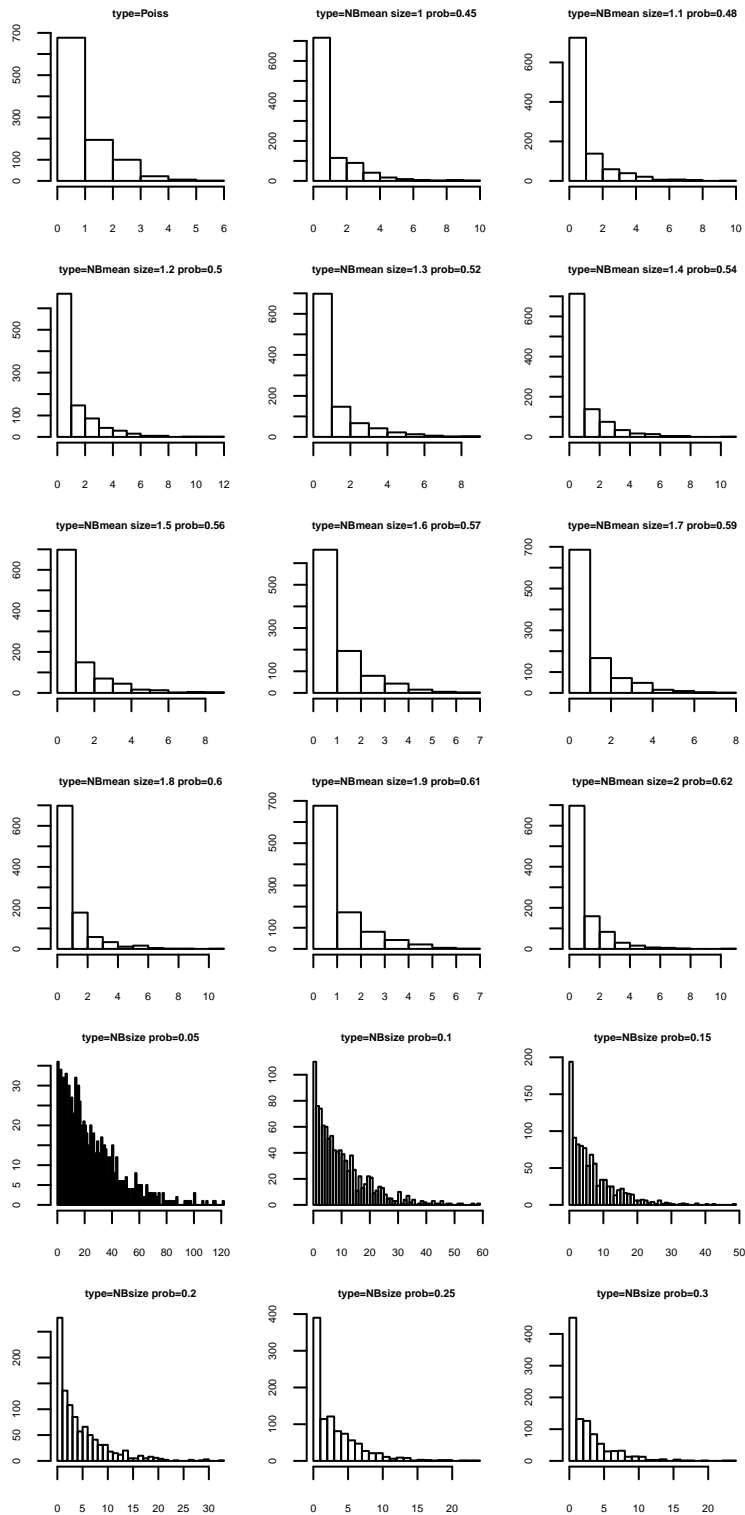 type=Poiss
700
500
300
100
0
0 1 2 3 4 5 6
type=NBmean size=1 prob=0.45
600
400
200
0
0 2 4 6 8 10
type=NBmean size=1.1 prob=0.48
600
400
200
0
0 2 4 6 8 10
type=NBmean size=1.2 prob=0.5
500
300
100
0
0 2 4 6 8 10 12
type=NBmean size=1.3 prob=0.52
600
400
200
0
0 2 4 6 8
type=NBmean size=1.4 prob=0.54
600
400
200
0
0 2 4 6 8 10
type=NBmean size=1.5 prob=0.56
600
400
200
0
0 2 4 6 8
type=NBmean size=1.6 prob=0.57
500
300
100
0
0 1 2 3 4 5 6 7
type=NBmean size=1.7 prob=0.59
700
500
300
100
0
0 2 4 6 8
type=NBmean size=1.8 prob=0.6
600
400
200
0
0 2 4 6 8 10
type=NBmean size=1.9 prob=0.61
700
500
300
100
0
0 1 2 3 4 5 6 7
type=NBmean size=2 prob=0.62
600
400
200
0
0 2 4 6 8 10
type=NBsize prob=0.05
30
20
15
10
5
0
0 20 40 60 80 100 120
type=NBsize prob=0.1
100
80
60
40
20
0
0 10 20 30 40 50 60
type=NBsize prob=0.15
200
150
100
50
0
0 10 20 30 40 50
type=NBsize prob=0.2
200
150
100
50
0
0 5 10 15 20 25 30
type=NBsize prob=0.25
400
300
200
100
0
0 5 10 15 20
type=NBsize prob=0.3
400
300
200
100
0
0 5 10 15 20